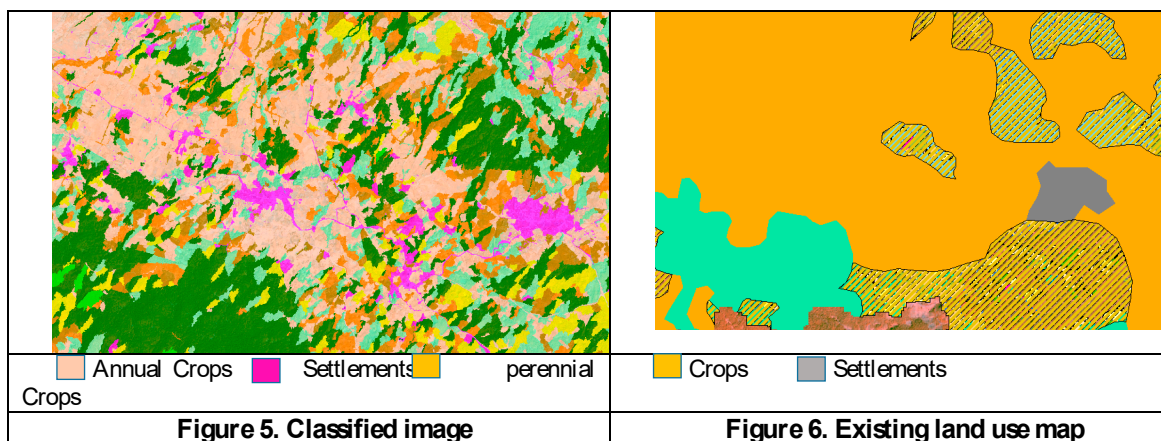 Annual Crops Settlements perennial
Crops
Crops Settlements
Figure 5. Classified image
Figure 6. Existing land use map